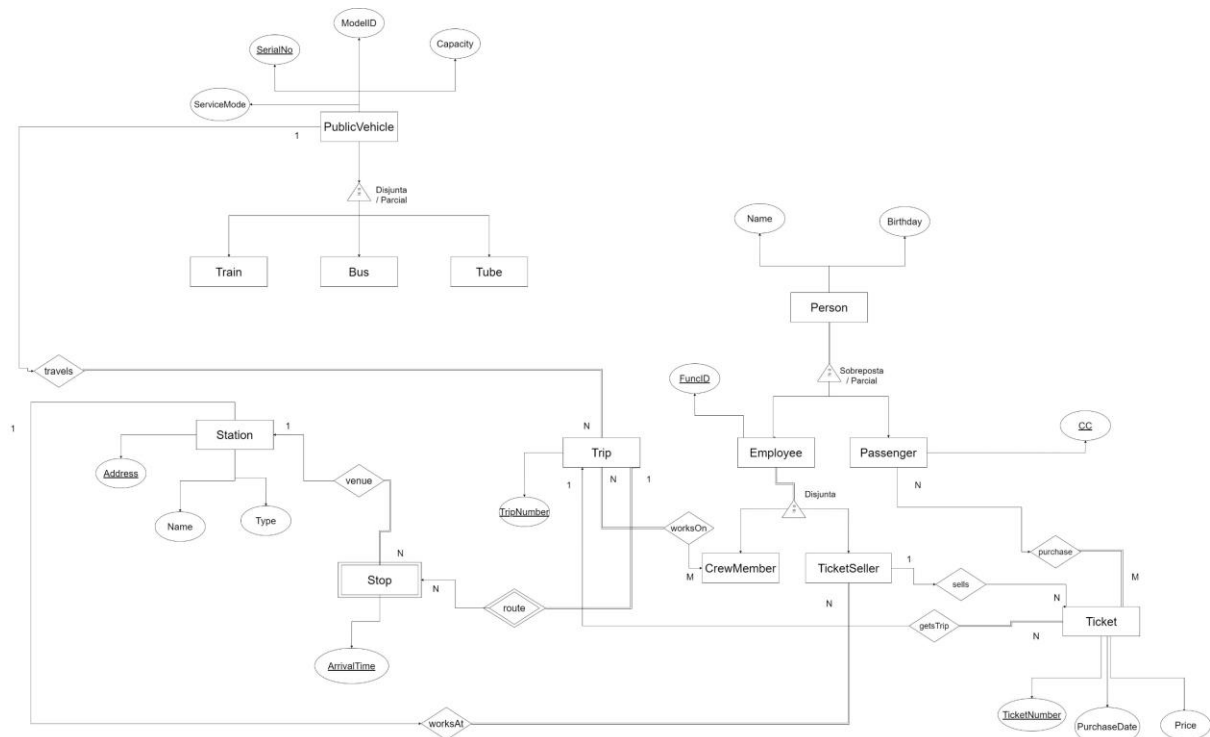 ModelID
SerialNo
Capacity
ServiceMode
PublicVehicle
1
Disjunta
/ Parcial
Train
Bus
Tube
Name
Birthday
Person
Sobreposta
/ Parcial
FuncID
CC
travels
1
N
Station
1
Address
venue
Name
Type
Trip
N
1
1
TripNumber
Employee
Passenger
N
Disjunta
worksOn
M
CrewMember
TicketSeller
1
purchase
M
sells
N
N
Stop
N
route
N
getsTrip
N
Ticket
ArrivalTime
worksAt
TicketNumber
PurchaseDate
Price